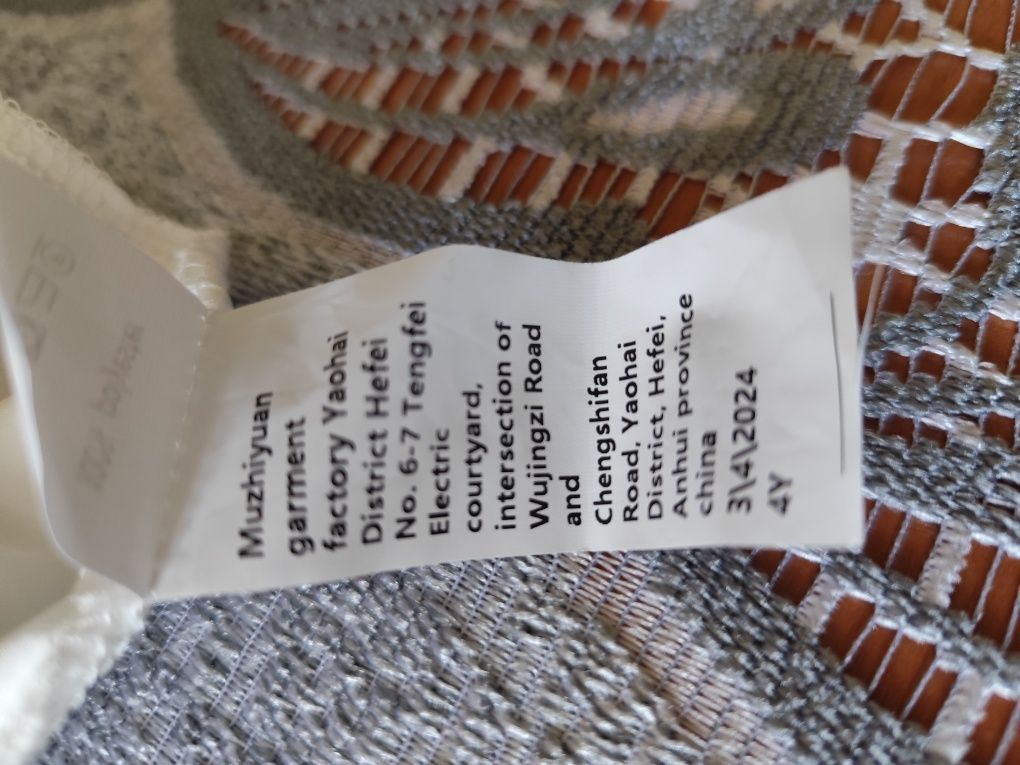 Muzhiyuan
garment
factory Yaohai
District Hefei
No. 6-7 Tengfei
Electric
courtyard,
intersection of
Wujingzi Road
and
Chengshifan
Road, Yaohai
District, Hefei,
Anhui province
china
3\4\2024
4Y